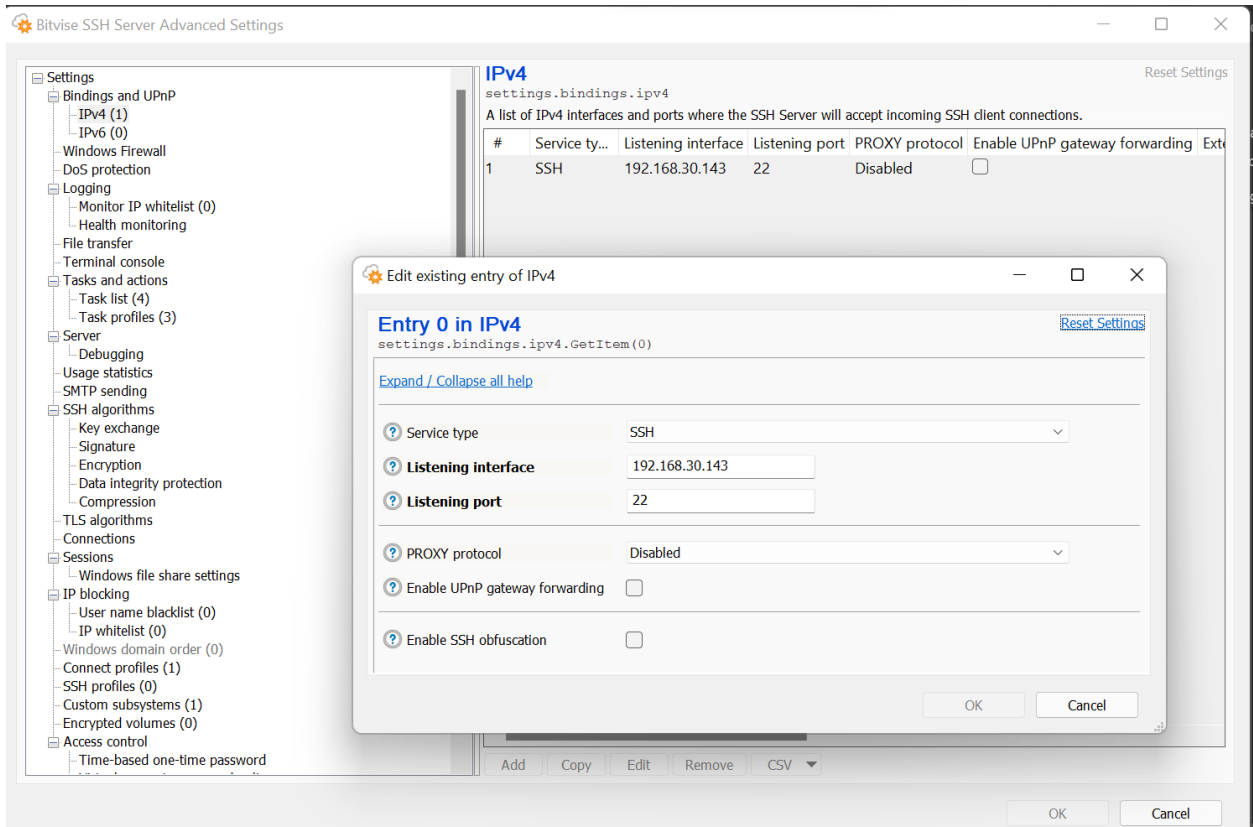 Bitvise SSH Server Advanced Settings
Settings
Bindings and UPnP
IPv4 (1)
IPv6 (0)
Windows Firewall
DoS protection
Logging
Monitor IP whitelist (0)
Health monitoring
File transfer
Terminal console
Tasks and actions
Task list (4)
Task profiles (3)
Server
Debugging
Usage statistics
SMTP sending
SSH algorithms
Key exchange
Signature
Encryption
Data integrity protection
Compression
TLS algorithms
Connections
Sessions
Windows file share settings
IP blocking
User name blacklist (0)
IP whitelist (0)
Windows domain order (0)
Connect profiles (1)
SSH profiles (0)
Custom subsystems (1)
Encrypted volumes (0)
Access control
Time-based one-time password
IPv4 Reset Settings
settings.bindings.ipv4
A list of IPv4 interfaces and ports where the SSH Server will accept incoming SSH client connections.
# Service ty... Listening interface Listening port PROXY protocol Enable UPnP gateway forwarding Exte
1 SSH 192.168.30.143 22 Disabled
Edit existing entry of IPv4
Entry 0 in IPv4 Reset Settings
settings.bindings.ipv4.GetItem(0)
Expand / Collapse all help
Service type SSH
Listening interface 192.168.30.143
Listening port 22
PROXY protocol Disabled
Enable UPnP gateway forwarding
Enable SSH obfuscation
OK Cancel
Add Copy Edit Remove CSV
OK Cancel